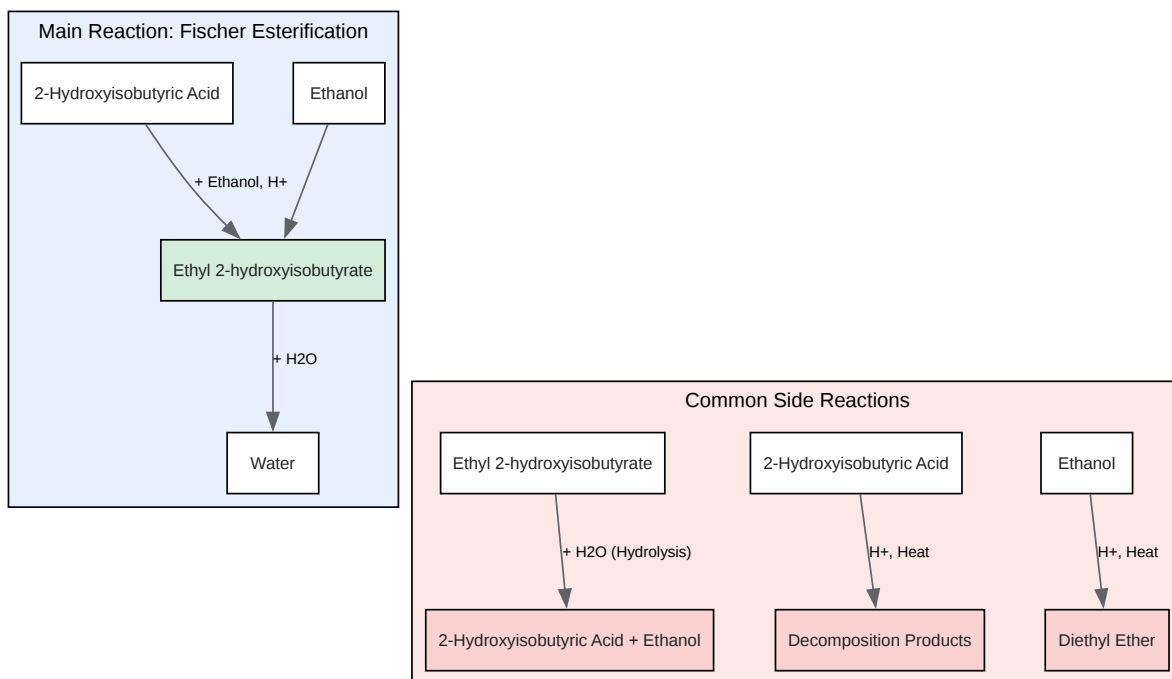 Main Reaction: Fischer Esterification
2-Hydroxyisobutyric Acid
Ethanol
+ Ethanol, H+
Ethyl 2-hydroxyisobutyrate
+ H2O
Water
Common Side Reactions
Ethyl 2-hydroxyisobutyrate
2-Hydroxyisobutyric Acid
Ethanol
+ H2O (Hydrolysis)
H+, Heat
H+, Heat
2-Hydroxyisobutyric Acid + Ethanol
Decomposition Products
Diethyl Ether